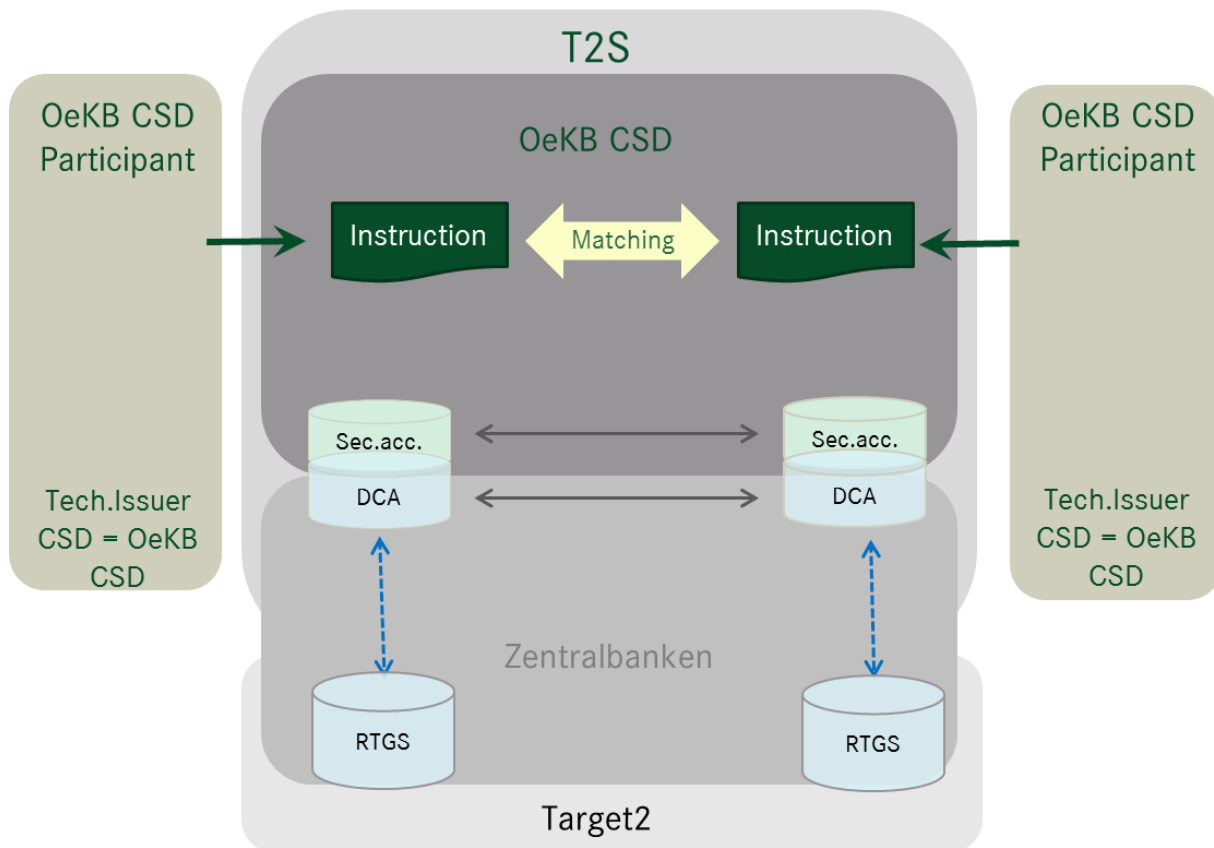 T2S
OeKB CSD
Participant
OeKB CSD
OeKB CSD
Participant
Instruction
Matching
Instruction
Sec.acc.
Sec.acc.
DCA
DCA
Tech.Issuer
CSD = OeKB
CSD
Tech.Issuer
CSD = OeKB
CSD
Zentralbanken
RTGS
RTGS
Target2